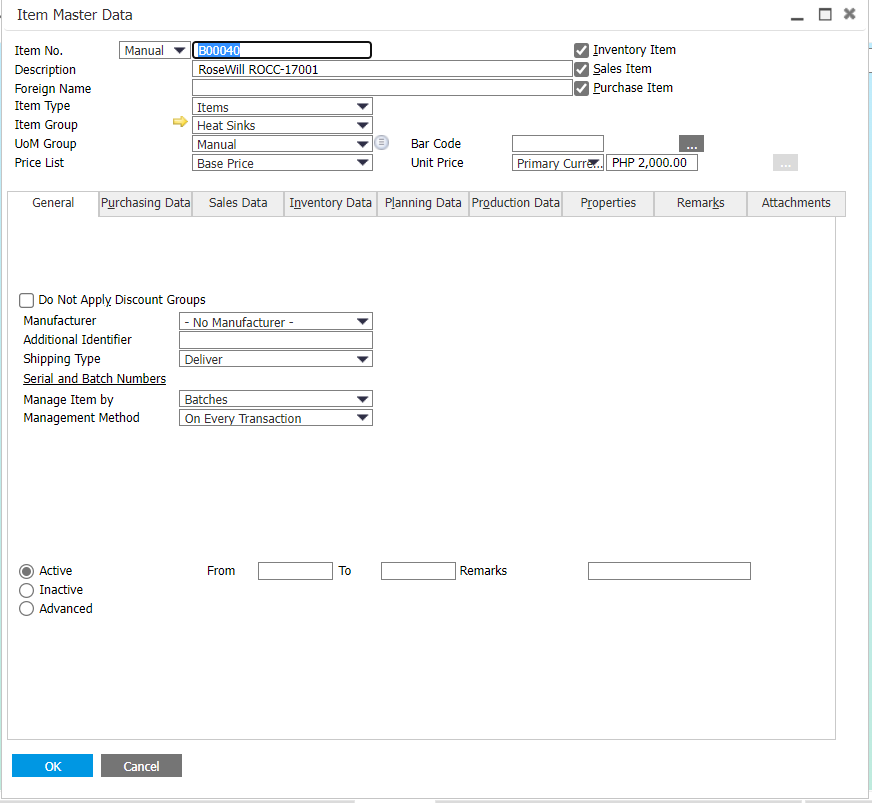 Item Master Data
Item No. Manual B00040 Inventory Item
Description RoseWill ROCC-17001 Sales Item
Foreign Name Purchase Item
Item Type Items
Item Group Heat Sinks
UoM Group Manual Bar Code ...
Price List Base Price Unit Price Primary Curre... PHP 2,000.00 ...
General Purchasing Data Sales Data Inventory Data Planning Data Production Data Properties Remarks Attachments
Do Not Apply Discount Groups
Manufacturer - No Manufacturer -
Additional Identifier
Shipping Type Deliver
Serial and Batch Numbers
Manage Item by Batches
Management Method On Every Transaction
Active From To Remarks
Inactive
Advanced
OK Cancel